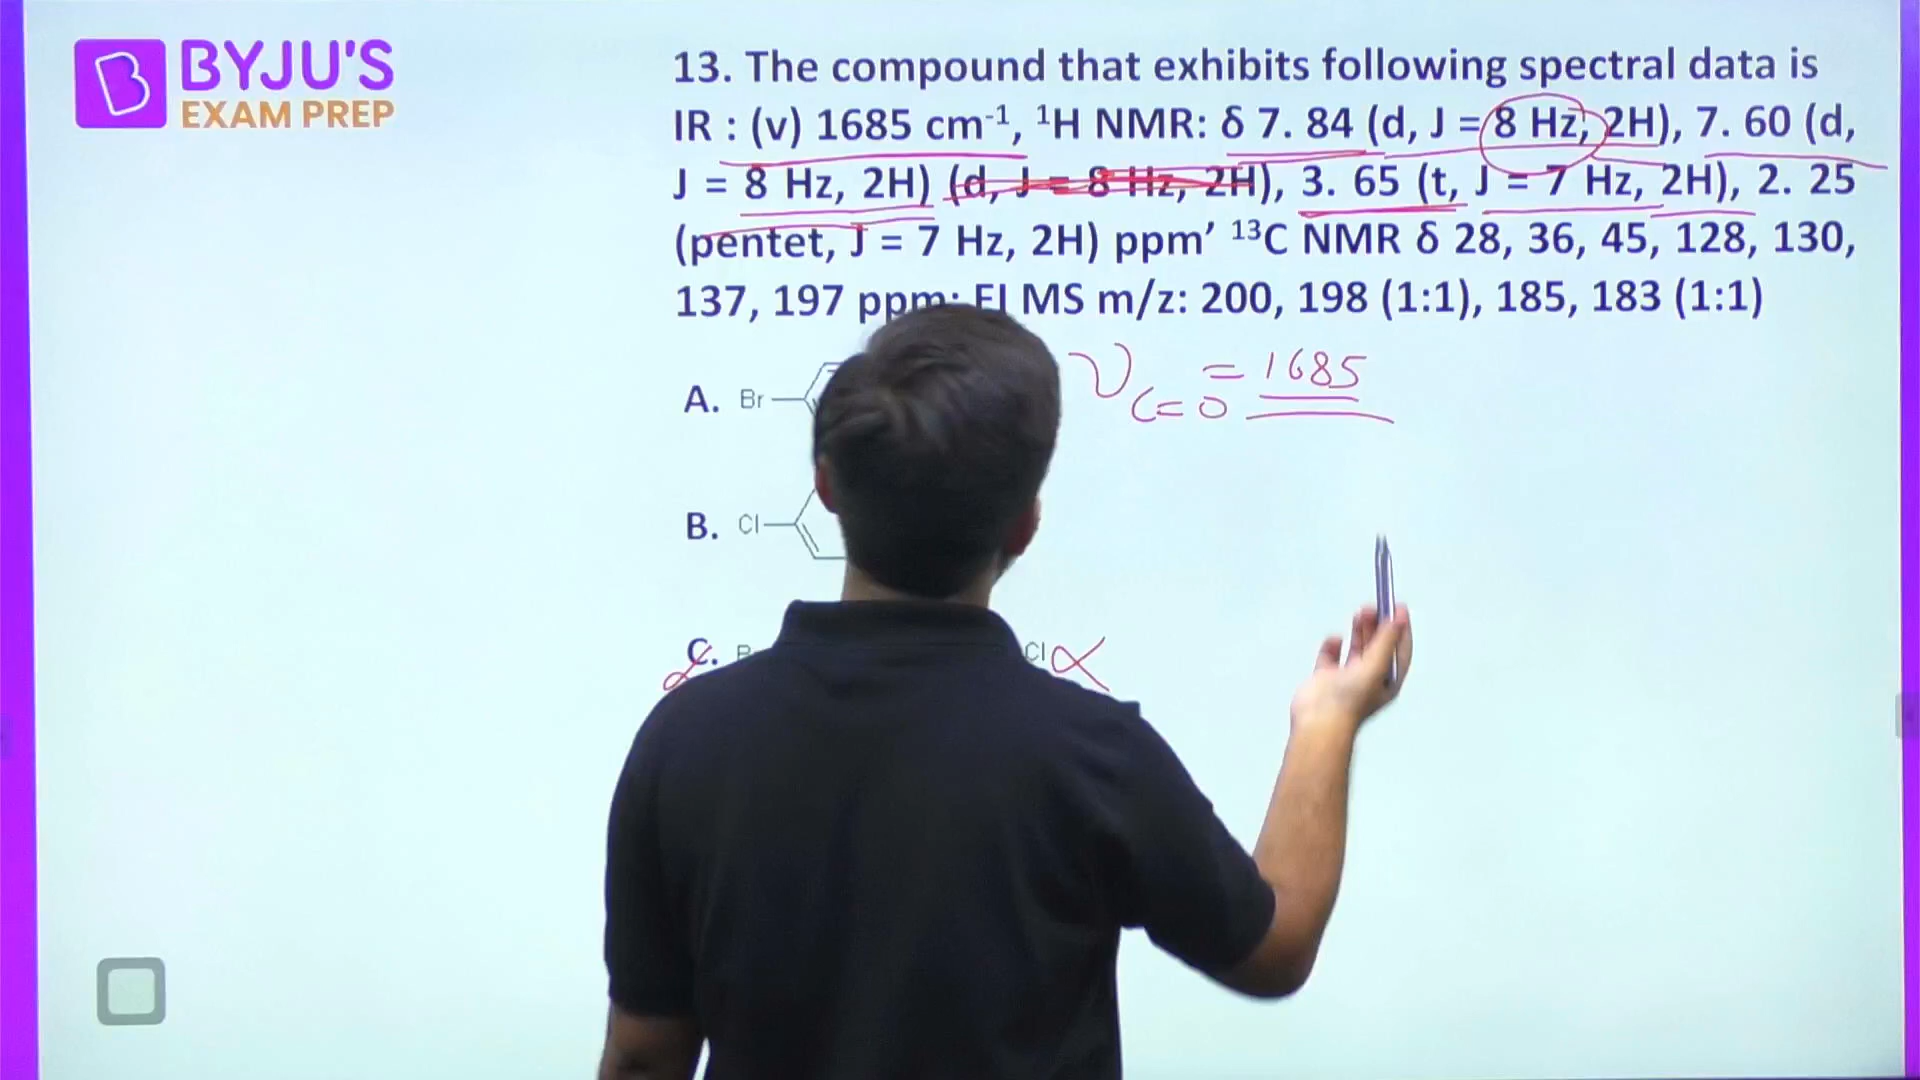 BYJU'S
EXAM PREP
13. The compound that exhibits following spectral data is
IR : (v) 1685 cm⁻¹, ¹H NMR: δ 7. 84 (d, J = 8 Hz, 2H), 7. 60 (d,
J = 8 Hz, 2H) (d, J = 8 Hz, 2H), 3. 65 (t, J = 7 Hz, 2H), 2. 25
(pentet, J = 7 Hz, 2H) ppm’ ¹³C NMR δ 28, 36, 45, 128, 130,
137, 197 ppm; EI MS m/z: 200, 198 (1:1), 185, 183 (1:1)
ν C=O = 1685
A. Br
B. Cl
C. Cl